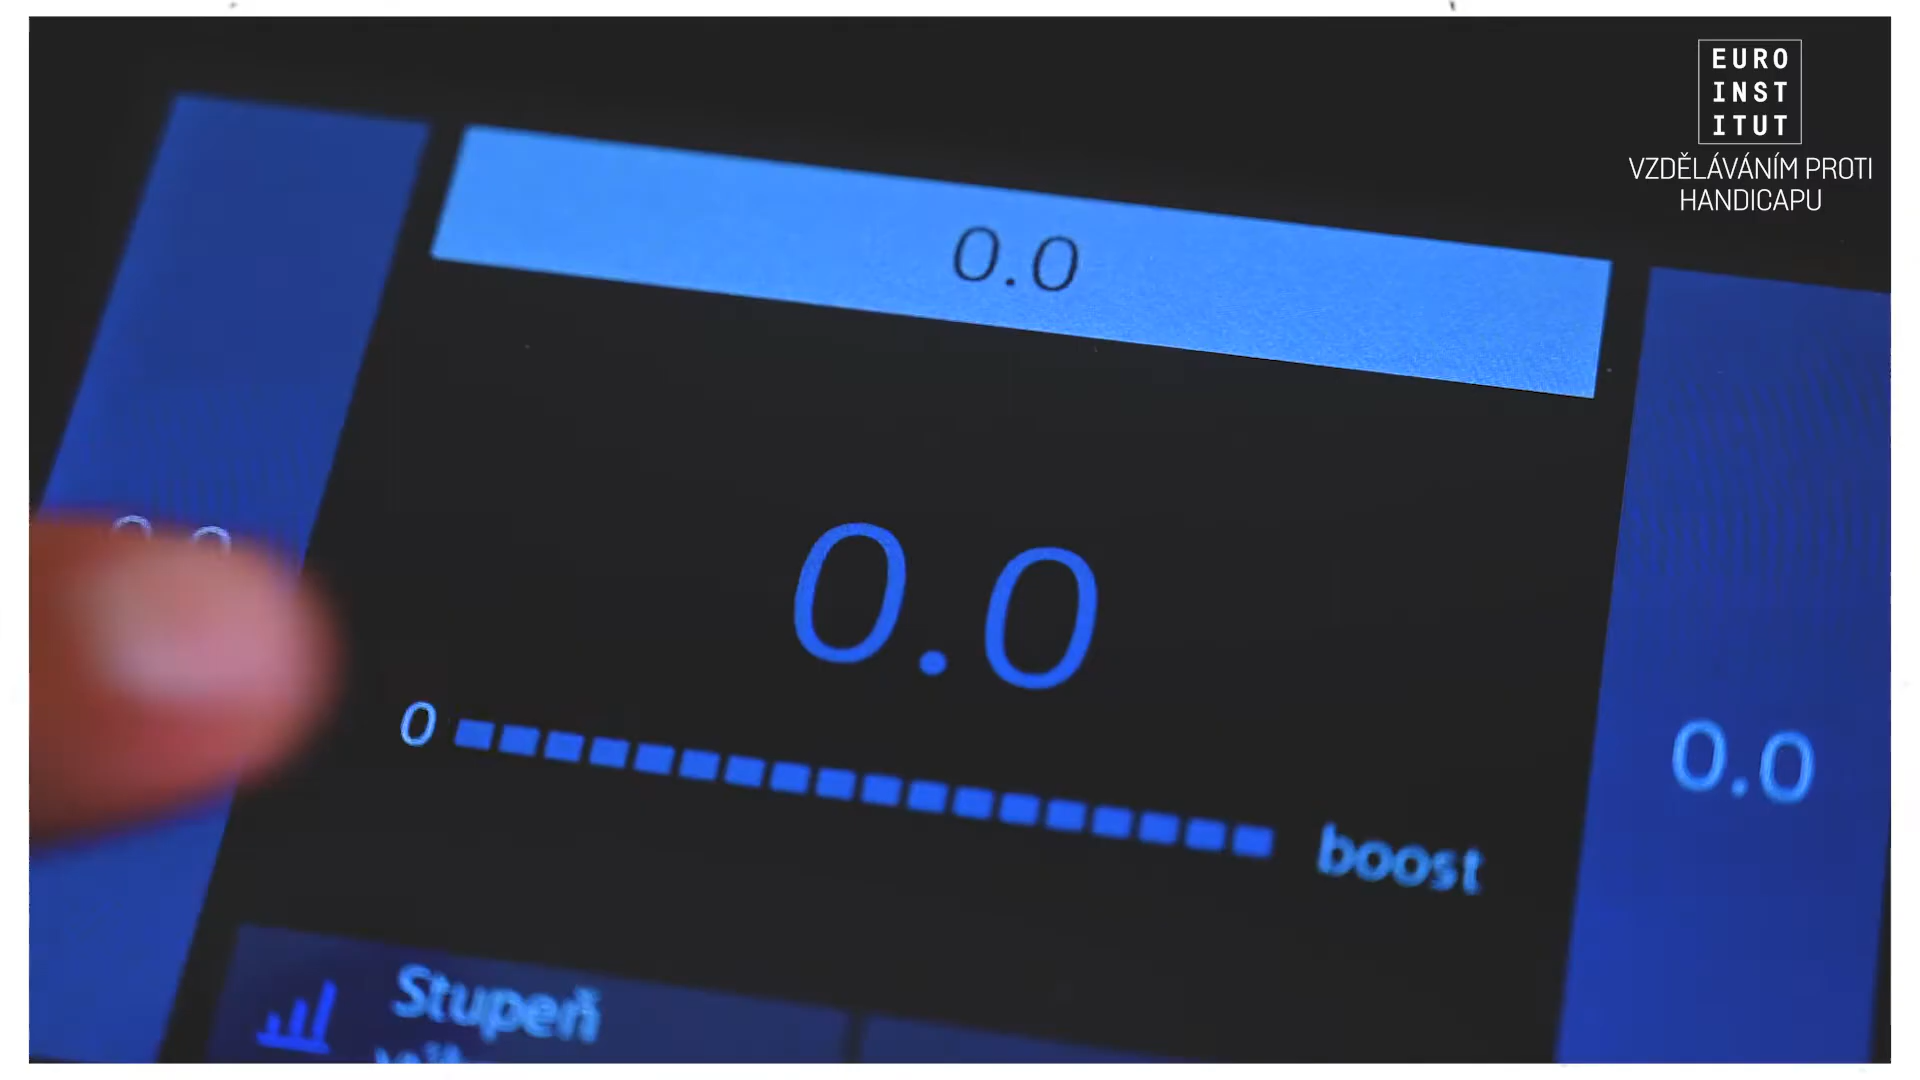 EURO
INST
ITUT
VZDĚLÁVÁNÍM PROTI
HANDICAPU
0.0
0.0
0.0
0
boost
Stupeň